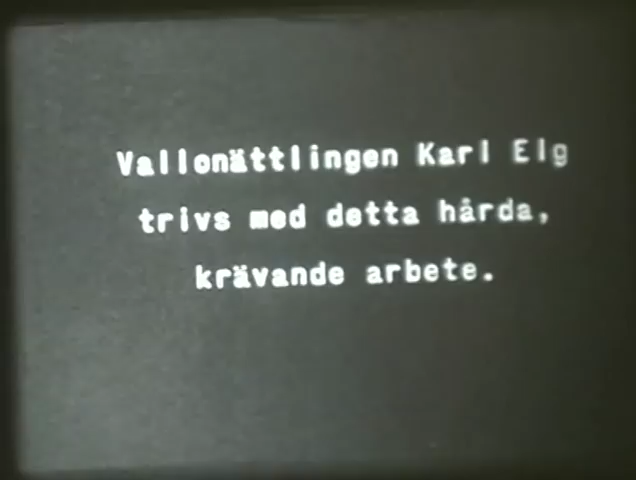 Vallonättlingen Karl Elg
trivs med detta hårda,
krävande arbete.